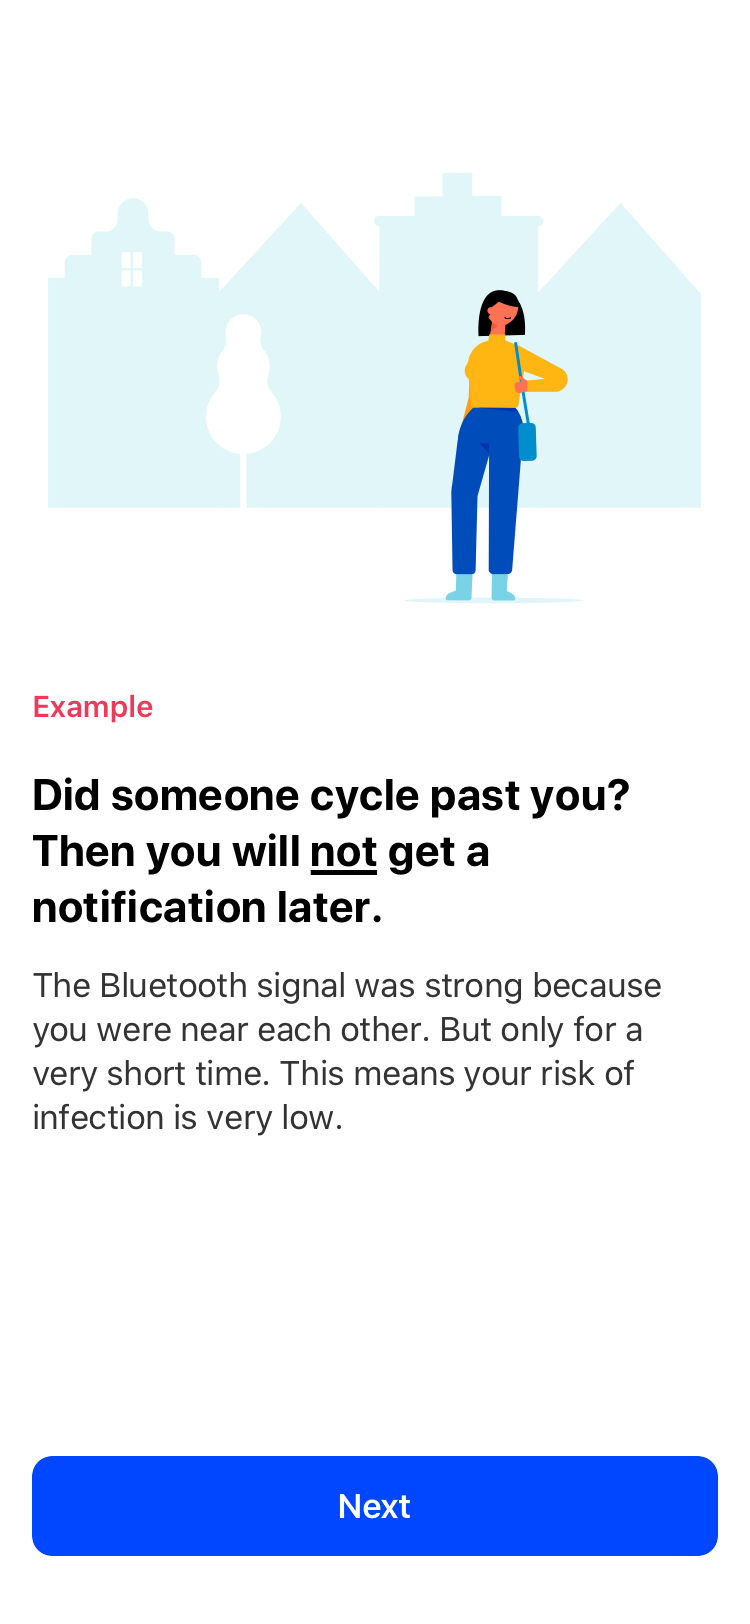 Example
Did someone cycle past you?
Then you will not get a
notification later.
The Bluetooth signal was strong because
you were near each other. But only for a
very short time. This means your risk of
infection is very low.
Next